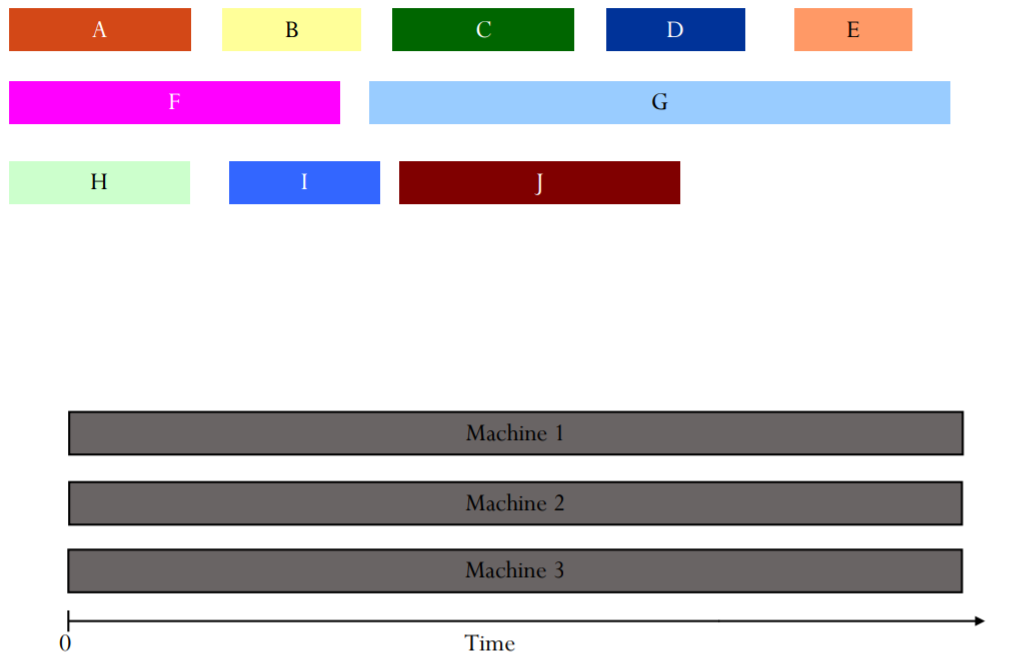 A B C D E
F G
H I J
Machine 1
Machine 2
Machine 3
0 Time